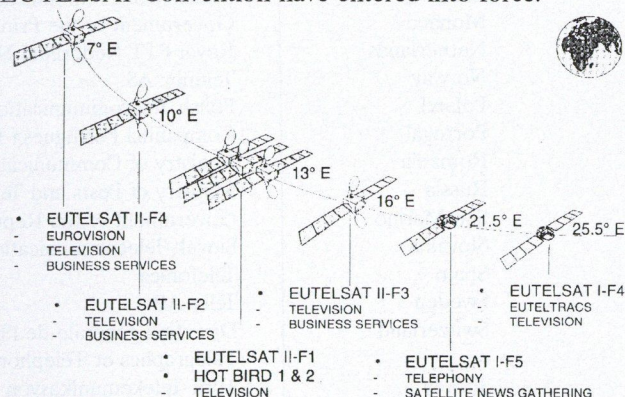 EUTELSAT Convention have entered into force.
7° E
10° E
13° E
16° E
21.5° E
25.5° E
• EUTELSAT II-F4
- EUROVISION
- TELEVISION
- BUSINESS SERVICES
• EUTELSAT II-F2
- TELEVISION
- BUSINESS SERVICES
• EUTELSAT II-F1
• HOT BIRD 1 & 2
- TELEVISION
• EUTELSAT II-F3
- TELEVISION
- BUSINESS SERVICES
• EUTELSAT I-F5
- TELEPHONY
- SATELLITE NEWS GATHERING
• EUTELSAT I-F4
- EUTELTRACS
- TELEVISION